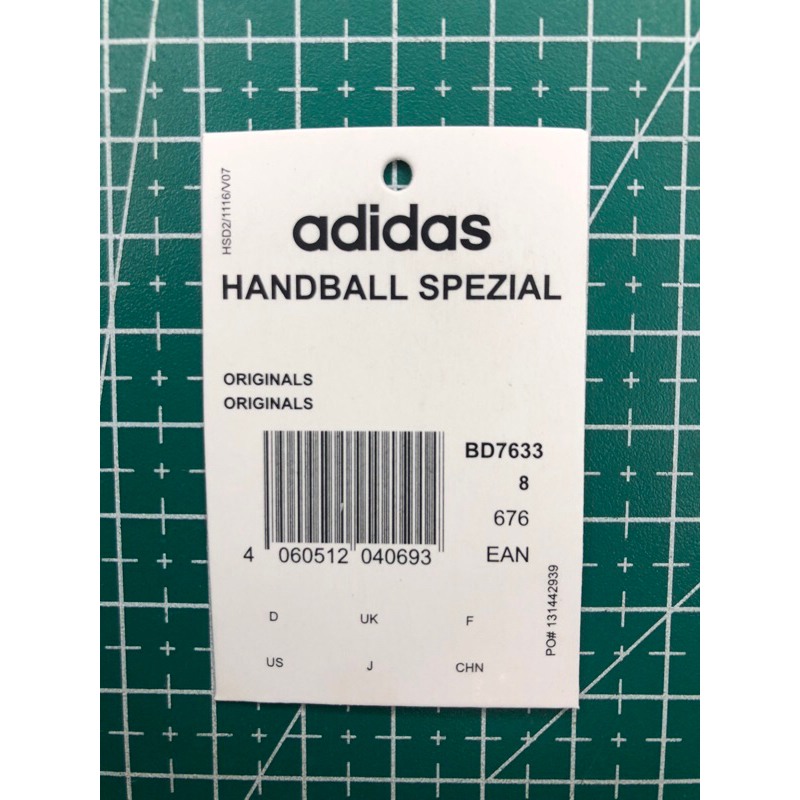 HSD2/1116/V07
adidas
HANDBALL SPEZIAL
ORIGINALS
ORIGINALS
BD7633
8
676
4 060512 040693 EAN
PO# 131442939
D UK F
US J CHN